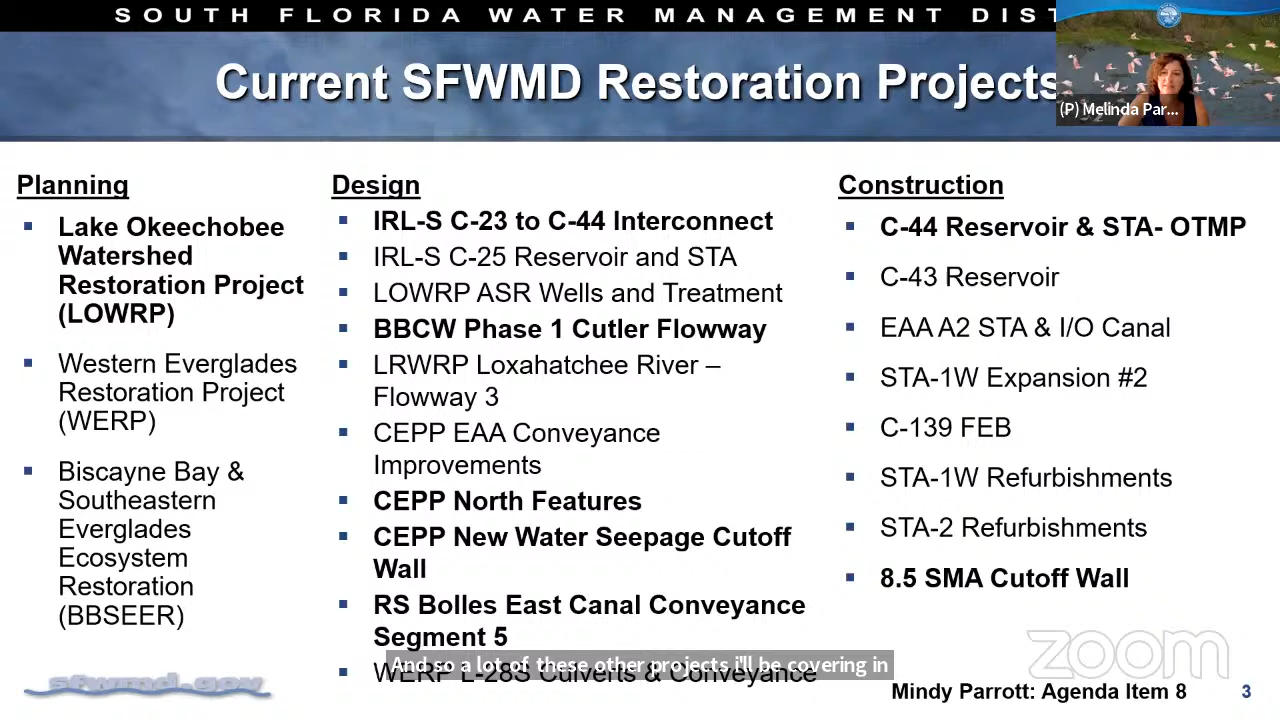 SOUTH FLORIDA WATER MANAGEMENT DIST
Current SFWMD Restoration Projects
(P) Melinda Par...
Planning
▪ Lake Okeechobee
Watershed
Restoration Project
(LOWRP)
▪ Western Everglades
Restoration Project
(WERP)
▪ Biscayne Bay &
Southeastern
Everglades
Ecosystem
Restoration
(BBSEER)
Design
▪ IRL-S C-23 to C-44 Interconnect
▪ IRL-S C-25 Reservoir and STA
▪ LOWRP ASR Wells and Treatment
▪ BBCW Phase 1 Cutler Flowway
▪ LRWRP Loxahatchee River –
Flowway 3
▪ CEPP EAA Conveyance
Improvements
▪ CEPP North Features
▪ CEPP New Water Seepage Cutoff
Wall
▪ RS Bolles East Canal Conveyance
Segment 5
▪ WERP L-28S Culverts & Conveyance
Construction
▪ C-44 Reservoir & STA- OTMP
▪ C-43 Reservoir
▪ EAA A2 STA & I/O Canal
▪ STA-1W Expansion #2
▪ C-139 FEB
▪ STA-1W Refurbishments
▪ STA-2 Refurbishments
▪ 8.5 SMA Cutoff Wall
And so a lot of these other projects i'll be covering in
zoom
sfwmd.gov
Mindy Parrott: Agenda Item 8
3